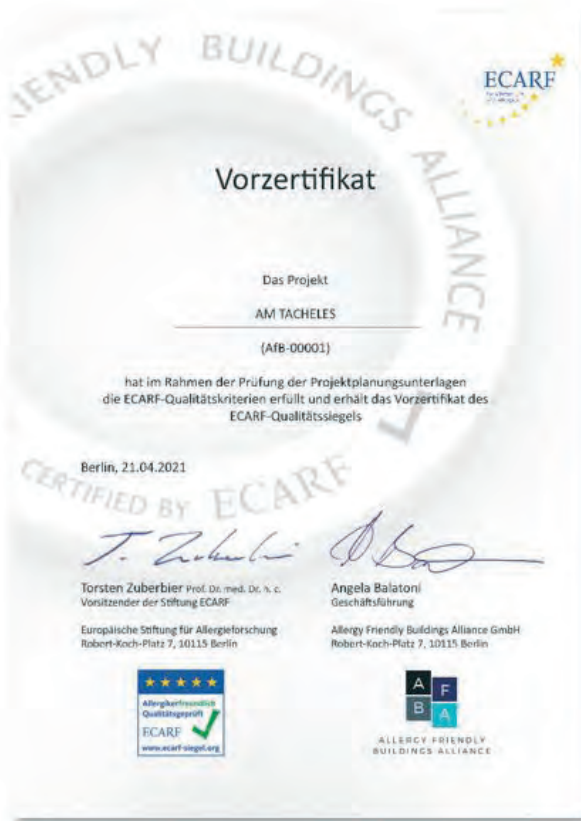 FRIENDLY BUILDINGS ALLIANCE
ECARF
Vorzertifikat
Das Projekt
AM TACHELES
(AfB-00001)
hat im Rahmen der Prüfung der Projektplanungsunterlagen
die ECARF-Qualitätskriterien erfüllt und erhält das Vorzertifikat des
ECARF-Qualitätssiegels
Berlin, 21.04.2021
CERTIFIED BY ECARF
Torsten Zuberbier Prof. Dr. med. Dr. h. c.
Vorsitzender der Stiftung ECARF
Europäische Stiftung für Allergieforschung
Robert-Koch-Platz 7, 10115 Berlin
Angela Balatoni
Geschäftsführung
Allergy Friendly Buildings Alliance GmbH
Robert-Koch-Platz 7, 10115 Berlin
Allergikerfreundlich
Qualitätsgeprüft
ECARF
www.ecarf-siegel.org
A F
B A
ALLERGY FRIENDLY
BUILDINGS ALLIANCE